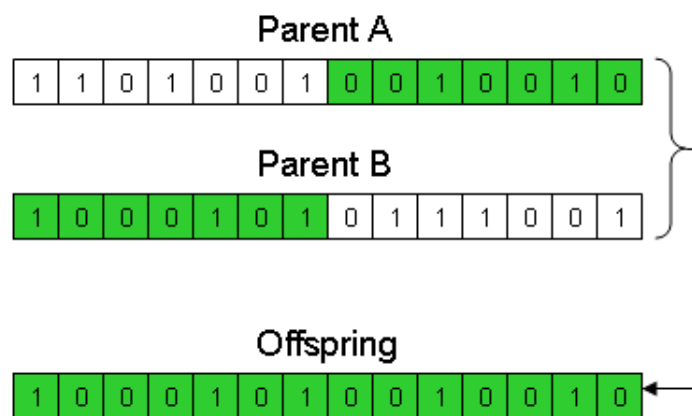 Parent A
1 1 0 1 0 0 1 0 0 1 0 0 1 0
Parent B
1 0 0 0 1 0 1 0 1 1 1 0 0 1
Offspring
1 0 0 0 1 0 1 0 0 1 0 0 1 0